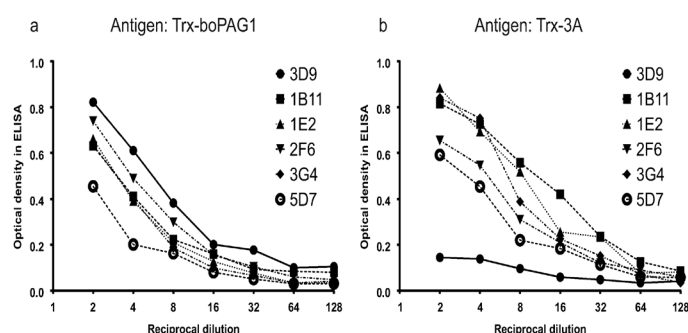 a Antigen: Trx-boPAG1
Optical density in ELISA
1.0
0.8
0.6
0.4
0.2
0.0
3D9
1B11
1E2
2F6
3G4
5D7
1 2 4 8 16 32 64 128
Reciprocal dilution
b Antigen: Trx-3A
Optical density in ELISA
1.0
0.8
0.6
0.4
0.2
0.0
3D9
1B11
1E2
2F6
3G4
5D7
1 2 4 8 16 32 64 128
Reciprocal dilution